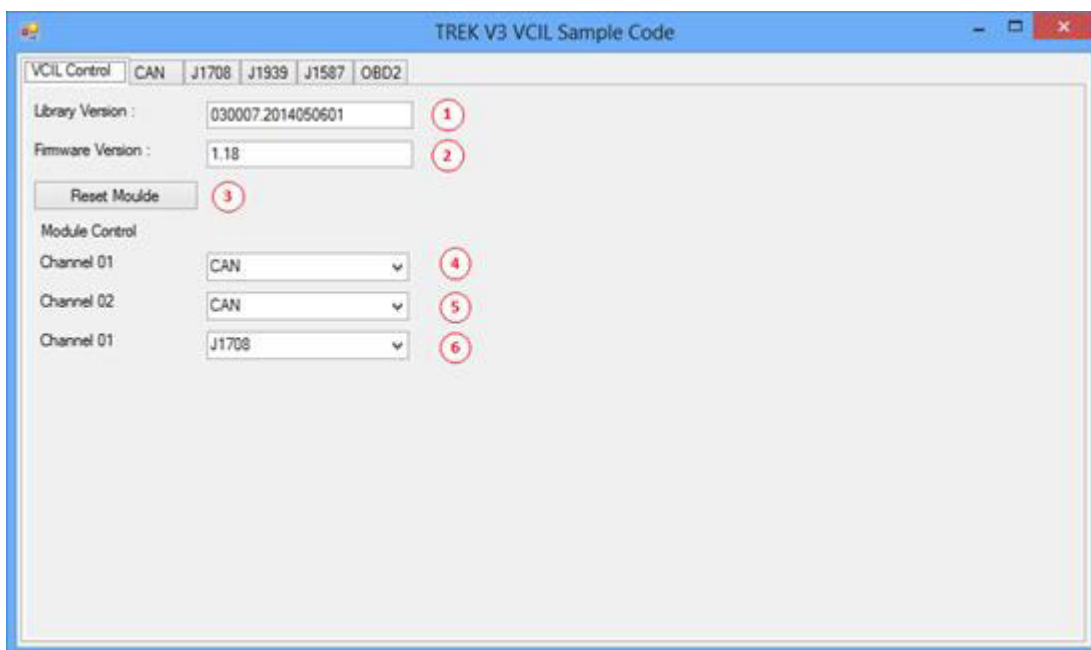 TREK V3 VCIL Sample Code
VCIL Control CAN J1708 J1939 J1587 OBD2
Library Version : 030007.2014050601 1
Firmware Version : 1.18 2
Reset Moulde 3
Module Control
Channel 01 CAN 4
Channel 02 CAN 5
Channel 01 J1708 6